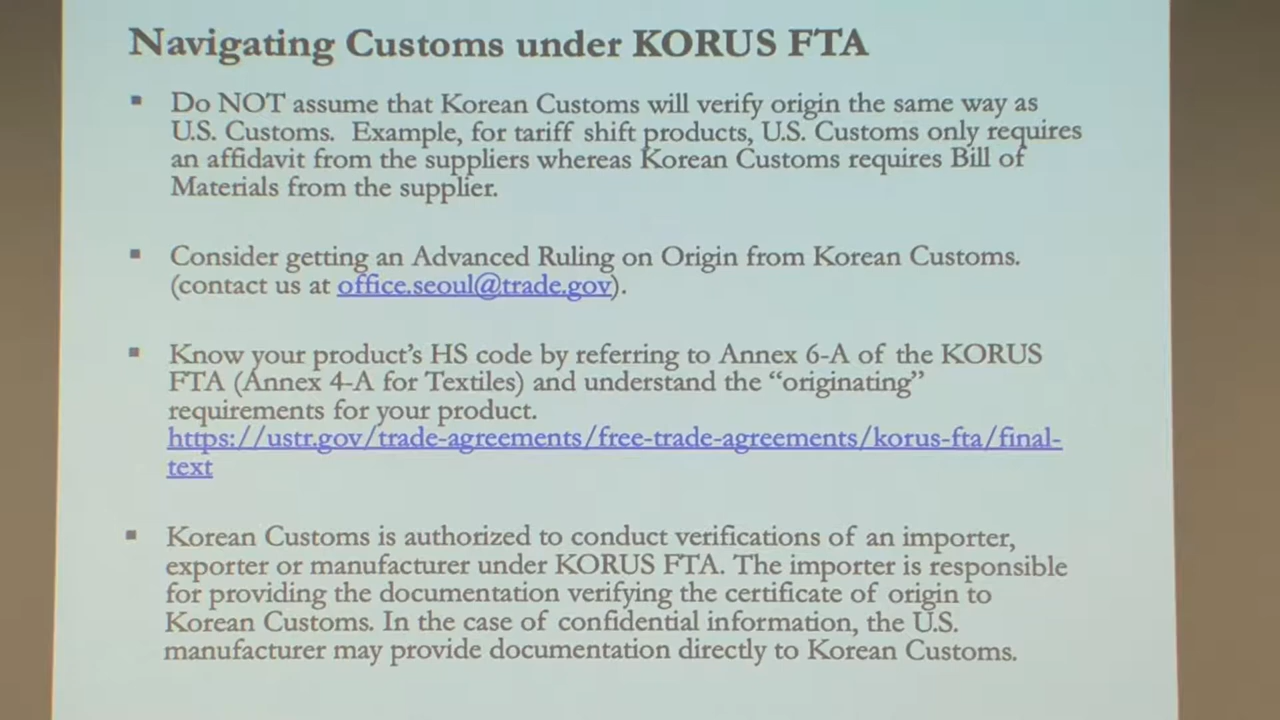 Navigating Customs under KORUS FTA
▪ Do NOT assume that Korean Customs will verify origin the same way as
U.S. Customs. Example, for tariff shift products, U.S. Customs only requires
an affidavit from the suppliers whereas Korean Customs requires Bill of
Materials from the supplier.
▪ Consider getting an Advanced Ruling on Origin from Korean Customs.
(contact us at office.seoul@trade.gov).
▪ Know your product's HS code by referring to Annex 6-A of the KORUS
FTA (Annex 4-A for Textiles) and understand the “originating”
requirements for your product.
https://ustr.gov/trade-agreements/free-trade-agreements/korus-fta/final-
text
▪ Korean Customs is authorized to conduct verifications of an importer,
exporter or manufacturer under KORUS FTA. The importer is responsible
for providing the documentation verifying the certificate of origin to
Korean Customs. In the case of confidential information, the U.S.
manufacturer may provide documentation directly to Korean Customs.